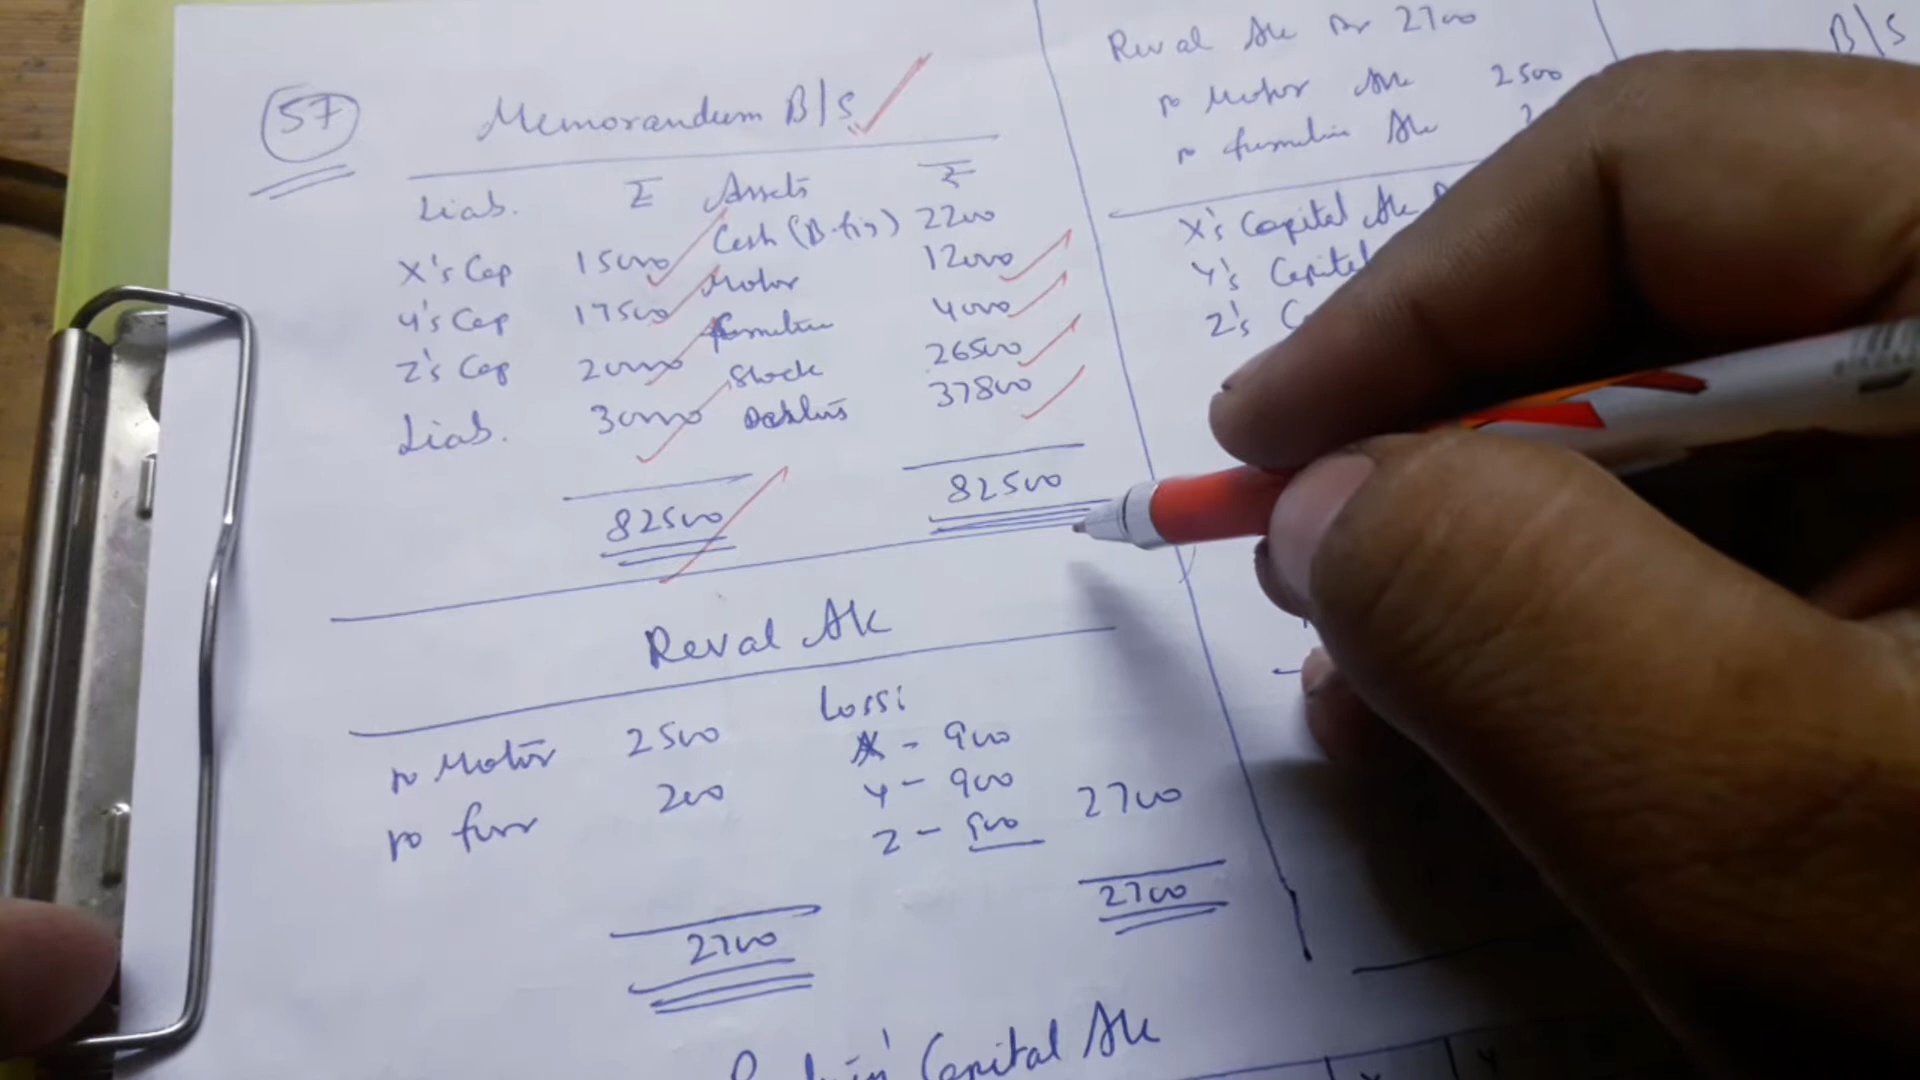 57
Memorandum B/S
Liab. ₹ Assets ₹
Cash (B.fig) 2200
X's Cap 15000 Motor 12000
Y's Cap 17500 Furniture 4000
Z's Cap 20000 Stock 26500
Liab. 30000 Debtors 37800
82500 82500
Reval A/c
To Motor 2500 Loss:
To furr 200 X - 900
Y - 900 2700
Z - 900
2700 2700
Capital A/c
X Y
Reval A/c Dr 2700
To Motor A/c 2500
To furniture A/c
X's Capital A/c
Y's Capital
Z's C
B/S